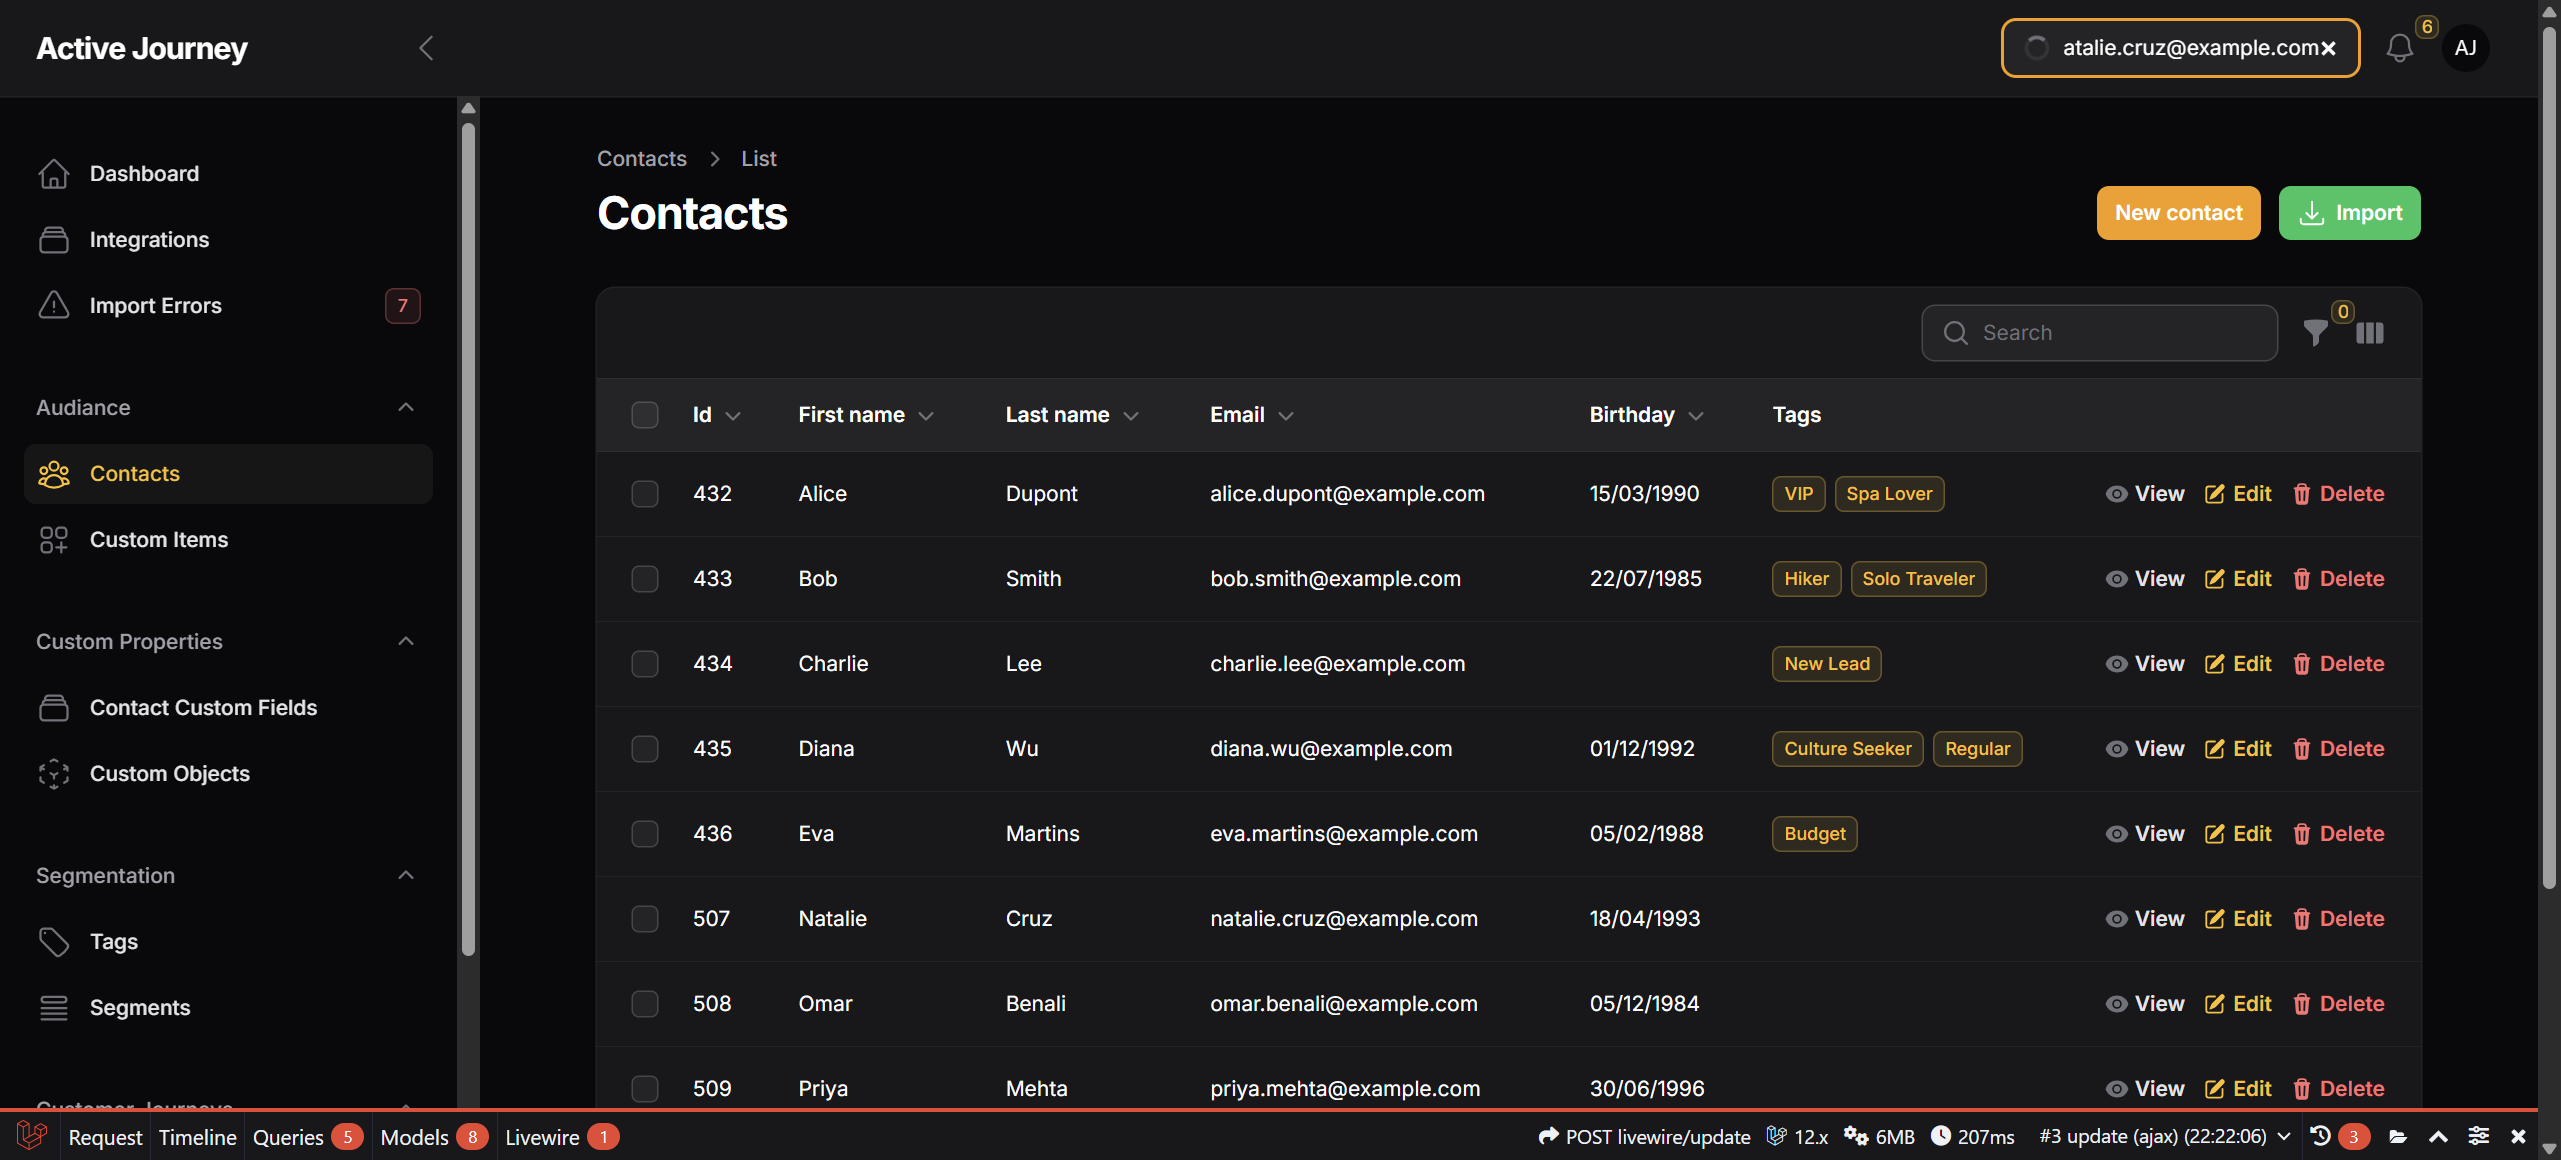 Active Journey
atalie.cruz@example.com
6
AJ
Dashboard
Integrations
Import Errors 7
Audiance
Contacts
Custom Items
Custom Properties
Contact Custom Fields
Custom Objects
Segmentation
Tags
Segments
Customer Journeys
Contacts > List
Contacts
New contact
Import
Search
0
Id First name Last name Email Birthday Tags
432 Alice Dupont alice.dupont@example.com 15/03/1990 VIP Spa Lover View Edit Delete
433 Bob Smith bob.smith@example.com 22/07/1985 Hiker Solo Traveler View Edit Delete
434 Charlie Lee charlie.lee@example.com New Lead View Edit Delete
435 Diana Wu diana.wu@example.com 01/12/1992 Culture Seeker Regular View Edit Delete
436 Eva Martins eva.martins@example.com 05/02/1988 Budget View Edit Delete
507 Natalie Cruz natalie.cruz@example.com 18/04/1993 View Edit Delete
508 Omar Benali omar.benali@example.com 05/12/1984 View Edit Delete
509 Priya Mehta priya.mehta@example.com 30/06/1996 View Edit Delete
Request Timeline Queries 5 Models 8 Livewire 1 POST livewire/update 12.x 6MB 207ms #3 update (ajax) (22:22:06) 3